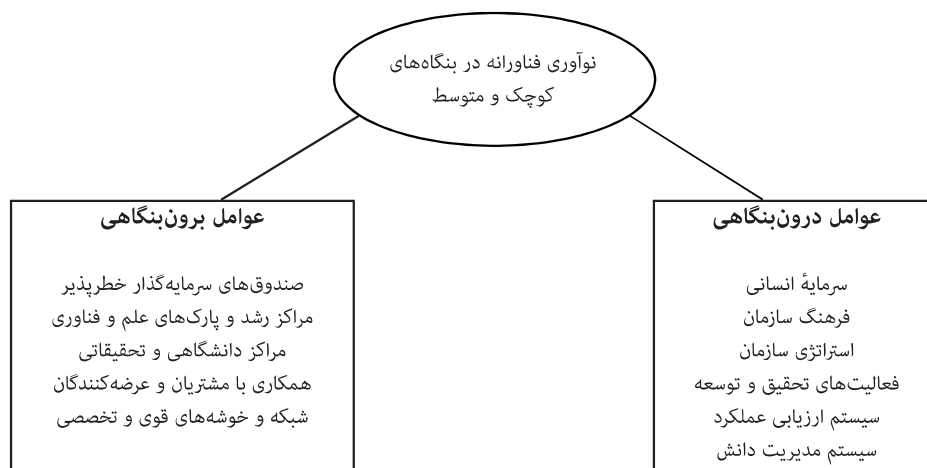 نوآوری فناورانه در بنگاه‌های
کوچک و متوسط
عوامل درون‌بنگاهی
سرمایهٔ انسانی
فرهنگ سازمان
استراتژی سازمان
فعالیت‌های تحقیق و توسعه
سیستم ارزیابی عملکرد
سیستم مدیریت دانش
عوامل برون‌بنگاهی
صندوق‌های سرمایه‌گذار خطرپذیر
مراکز رشد و پارک‌های علم و فناوری
مراکز دانشگاهی و تحقیقاتی
همکاری با مشتریان و عرضه‌کنندگان
شبکه و خوشه‌های قوی و تخصصی